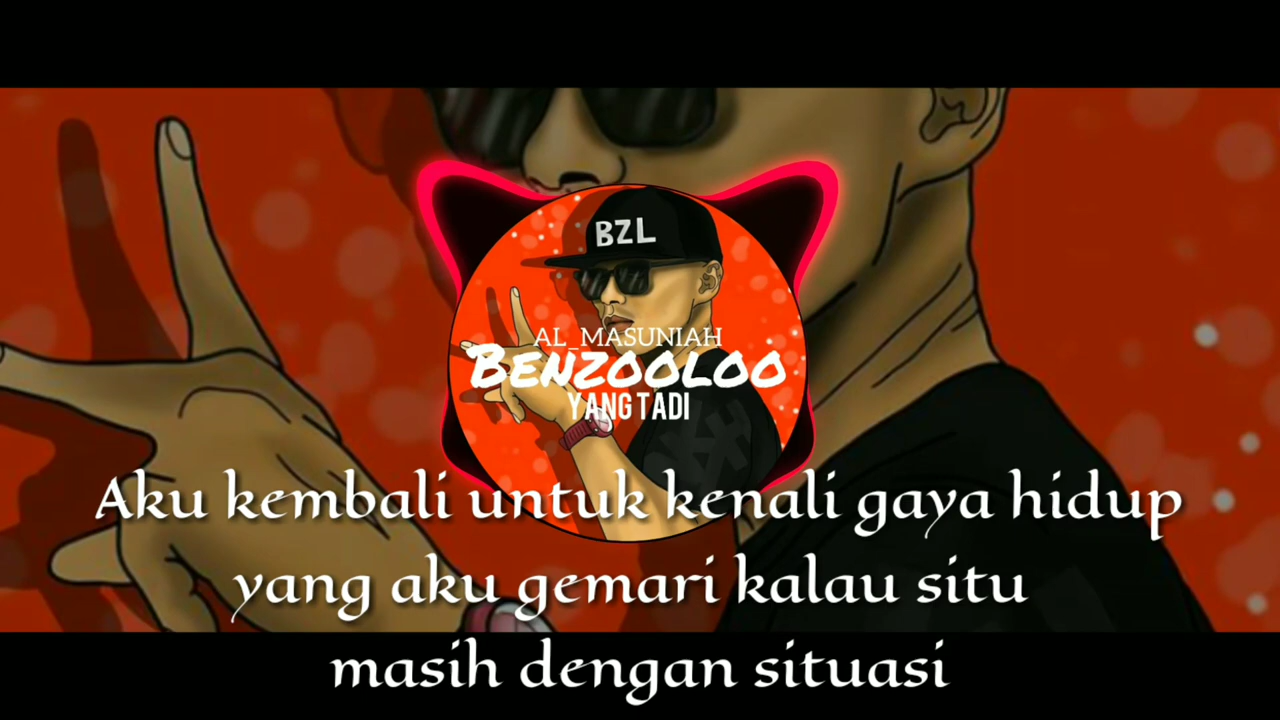 BZL
AL_MASUNIAH
BENZOOLOO
YANG TADI
Aku kembali untuk kenali gaya hidup
yang aku gemari kalau situ
masih dengan situasi